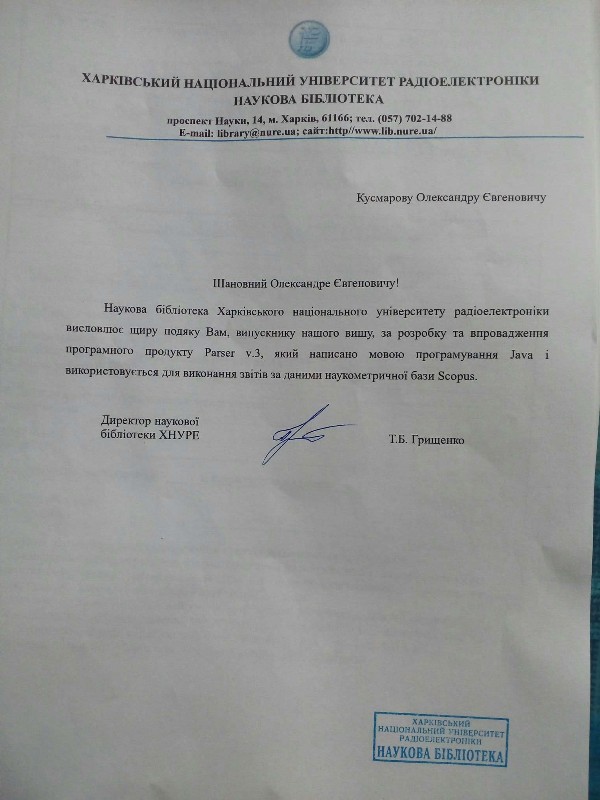 ХАРКІВСЬКИЙ НАЦІОНАЛЬНИЙ УНІВЕРСИТЕТ РАДІОЕЛЕКТРОНІКИ
НАУКОВА БІБЛІОТЕКА
проспект Науки, 14, м. Харків, 61166; тел. (057) 702-14-88
E-mail: library@nure.ua; сайт:http//www.lib.nure.ua/
Кусмарову Олександру Євгеновичу
Шановний Олександре Євгеновичу!
Наукова бібліотека Харківського національного університету радіоелектроніки
висловлює щиру подяку Вам, випускнику нашого вишу, за розробку та впровадження
програмного продукту Parser v.3, який написано мовою програмування Java і
використовується для виконання звітів за даними наукометричної бази Scopus.
Директор наукової
бібліотеки ХНУРЕ
Т.Б. Грищенко
ХАРКІВСЬКИЙ
НАЦІОНАЛЬНИЙ УНІВЕРСИТЕТ
РАДІОЕЛЕКТРОНІКИ
НАУКОВА БІБЛІОТЕКА